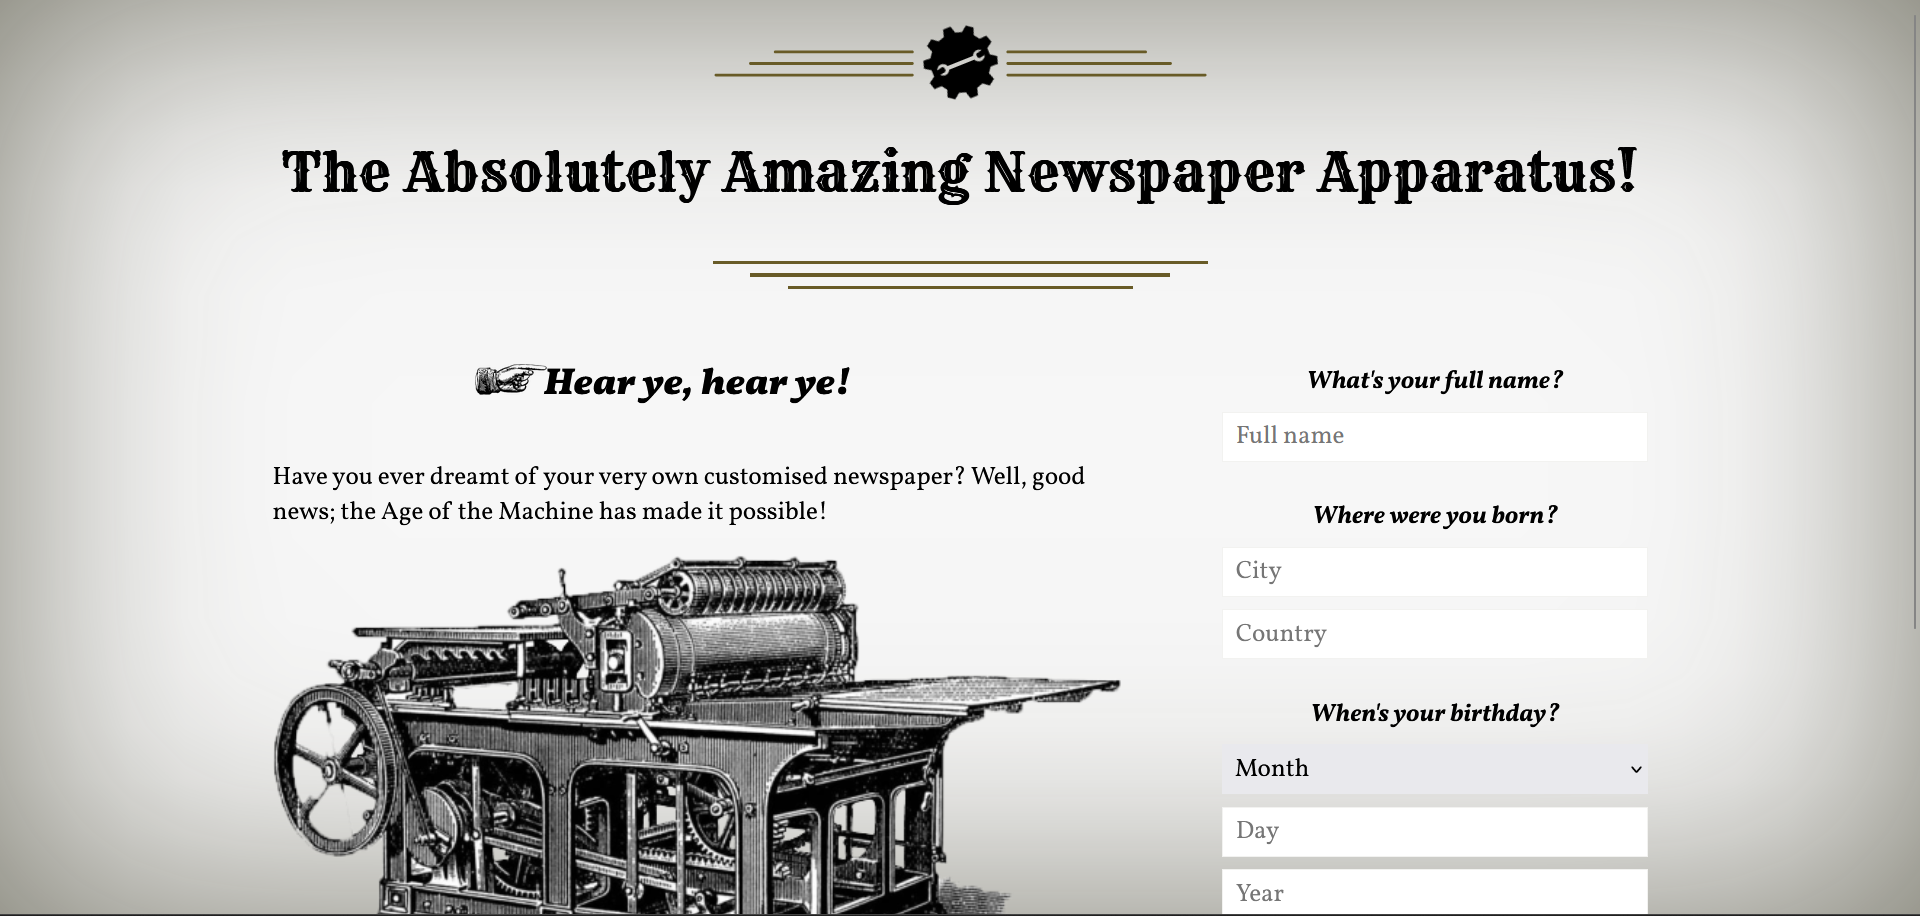 The Absolutely Amazing Newspaper Apparatus!
Hear ye, hear ye!
Have you ever dreamt of your very own customised newspaper? Well, good
news; the Age of the Machine has made it possible!
What's your full name?
Full name
Where were you born?
City
Country
When's your birthday?
Month
Day
Year